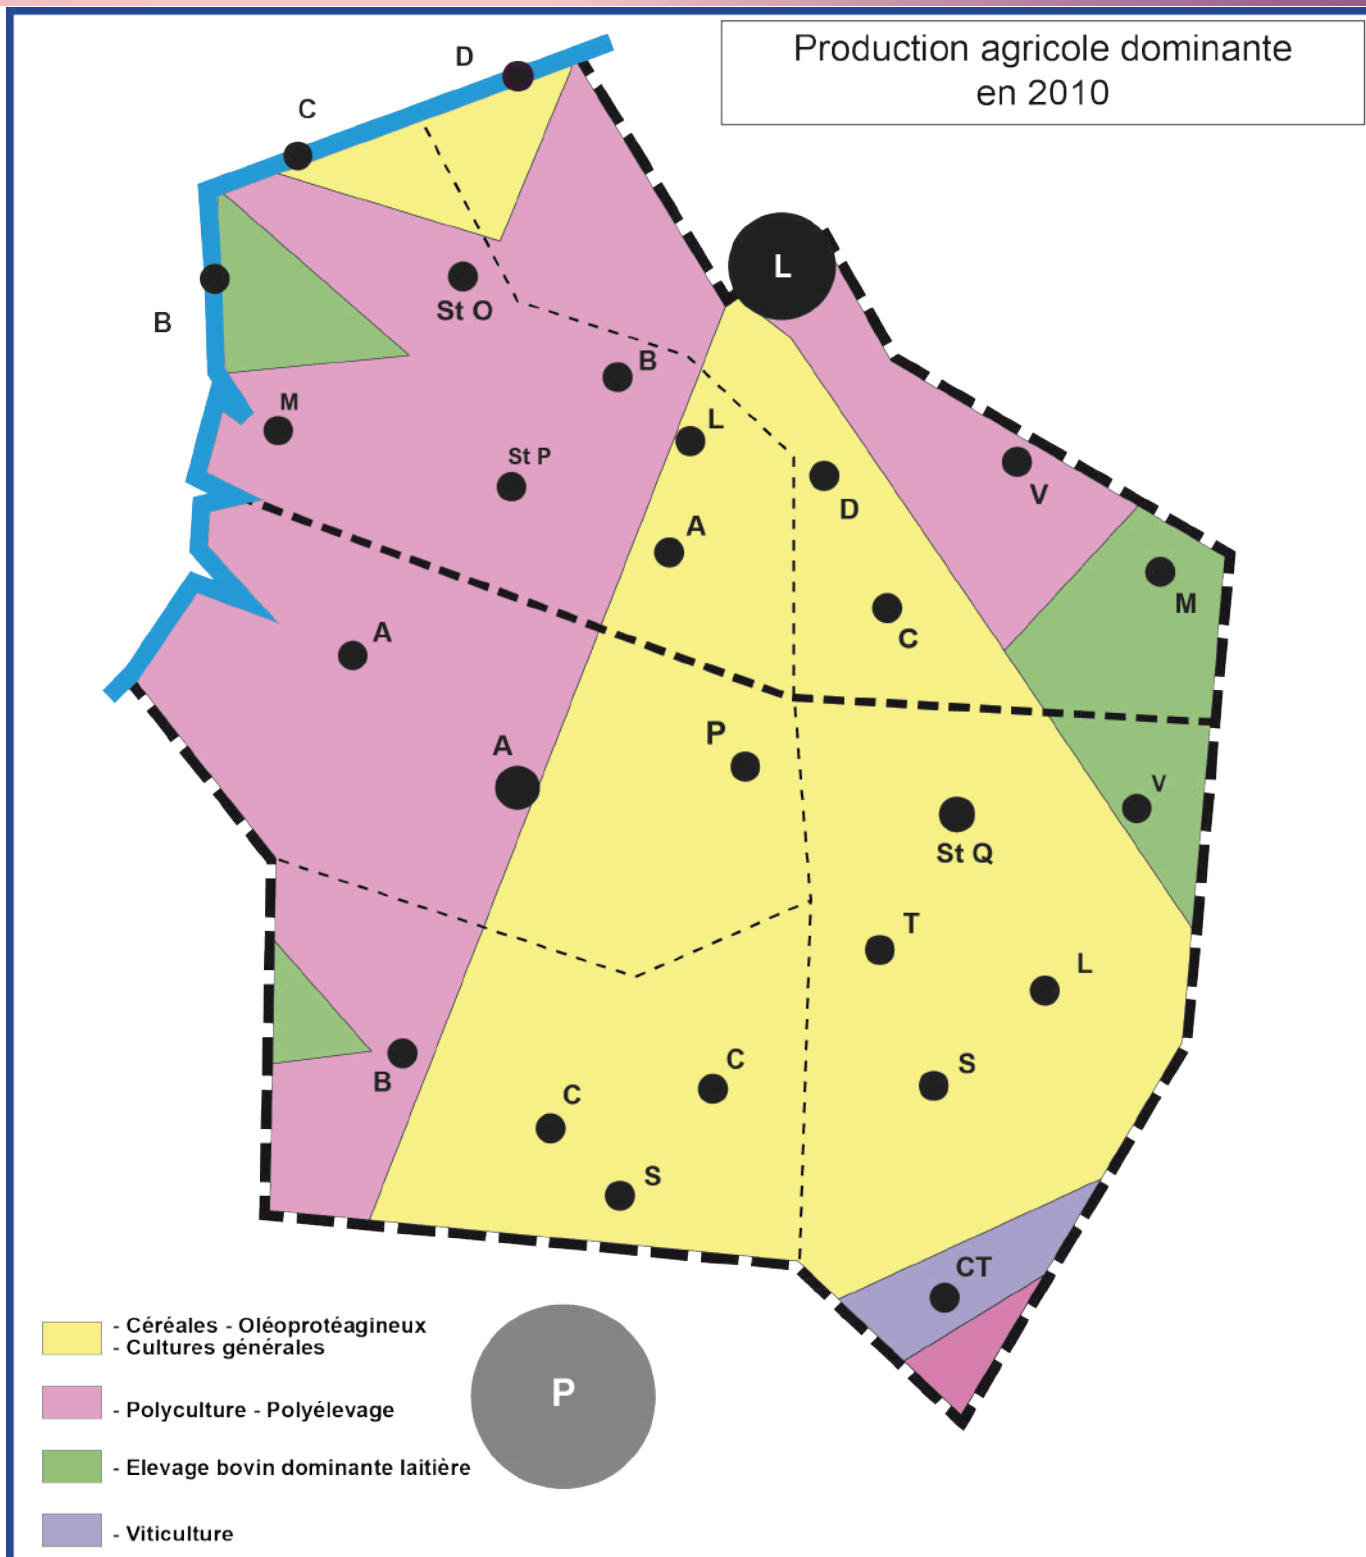 Production agricole dominante
en 2010
D
C
L
St O
B
B
M
L
St P
V
D
A
M
C
A
P
A
V
St Q
T
L
C
S
B
C
S
CT
- Céréales - Oléoprotéagineux
- Cultures générales
P
- Polyculture - Polyélevage
- Elevage bovin dominante laitière
- Viticulture